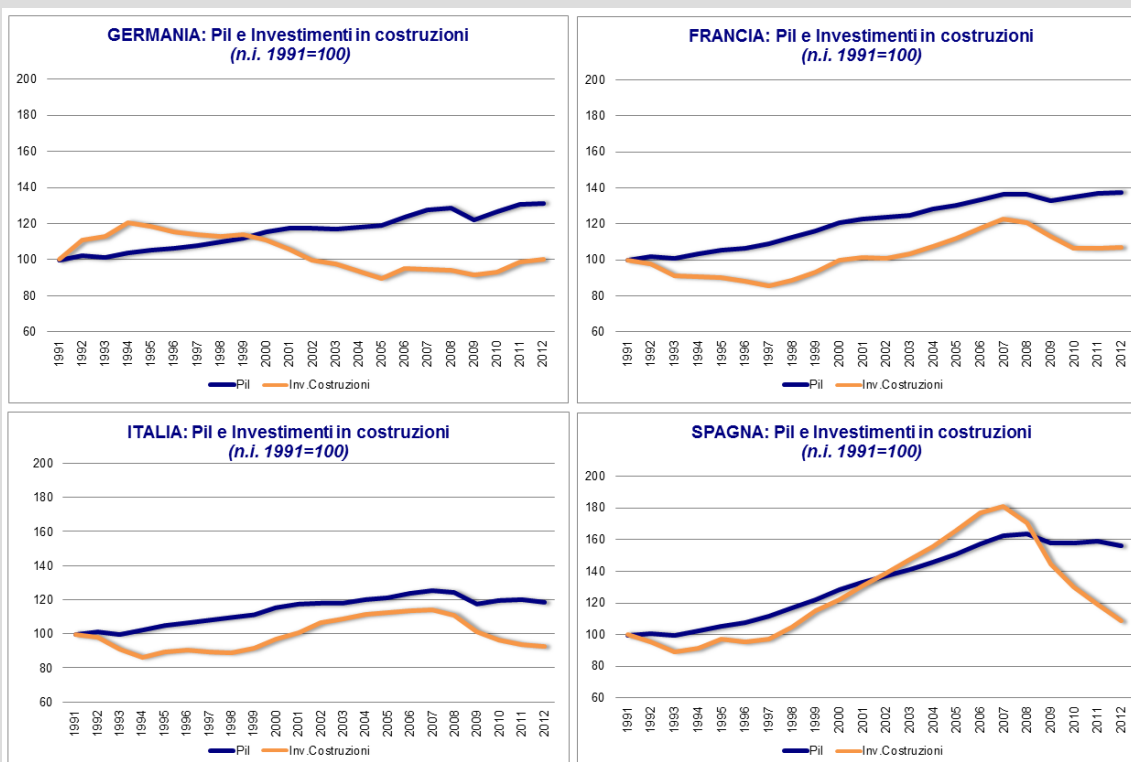 GERMANIA: Pil e Investimenti in costruzioni
(n.i. 1991=100)
200
180
160
140
120
100
80
60
1991 1992 1993 1994 1995 1996 1997 1998 1999 2000 2001 2002 2003 2004 2005 2006 2007 2008 2009 2010 2011 2012
Pil Inv.Costruzioni
FRANCIA: Pil e Investimenti in costruzioni
(n.i. 1991=100)
200
180
160
140
120
100
80
60
1991 1992 1993 1994 1995 1996 1997 1998 1999 2000 2001 2002 2003 2004 2005 2006 2007 2008 2009 2010 2011 2012
Pil Inv.Costruzioni
ITALIA: Pil e Investimenti in costruzioni
(n.i. 1991=100)
200
180
160
140
120
100
80
60
1991 1992 1993 1994 1995 1996 1997 1998 1999 2000 2001 2002 2003 2004 2005 2006 2007 2008 2009 2010 2011 2012
Pil Inv.Costruzioni
SPAGNA: Pil e Investimenti in costruzioni
(n.i. 1991=100)
200
180
160
140
120
100
80
60
1991 1992 1993 1994 1995 1996 1997 1998 1999 2000 2001 2002 2003 2004 2005 2006 2007 2008 2009 2010 2011 2012
Pil Inv.Costruzioni